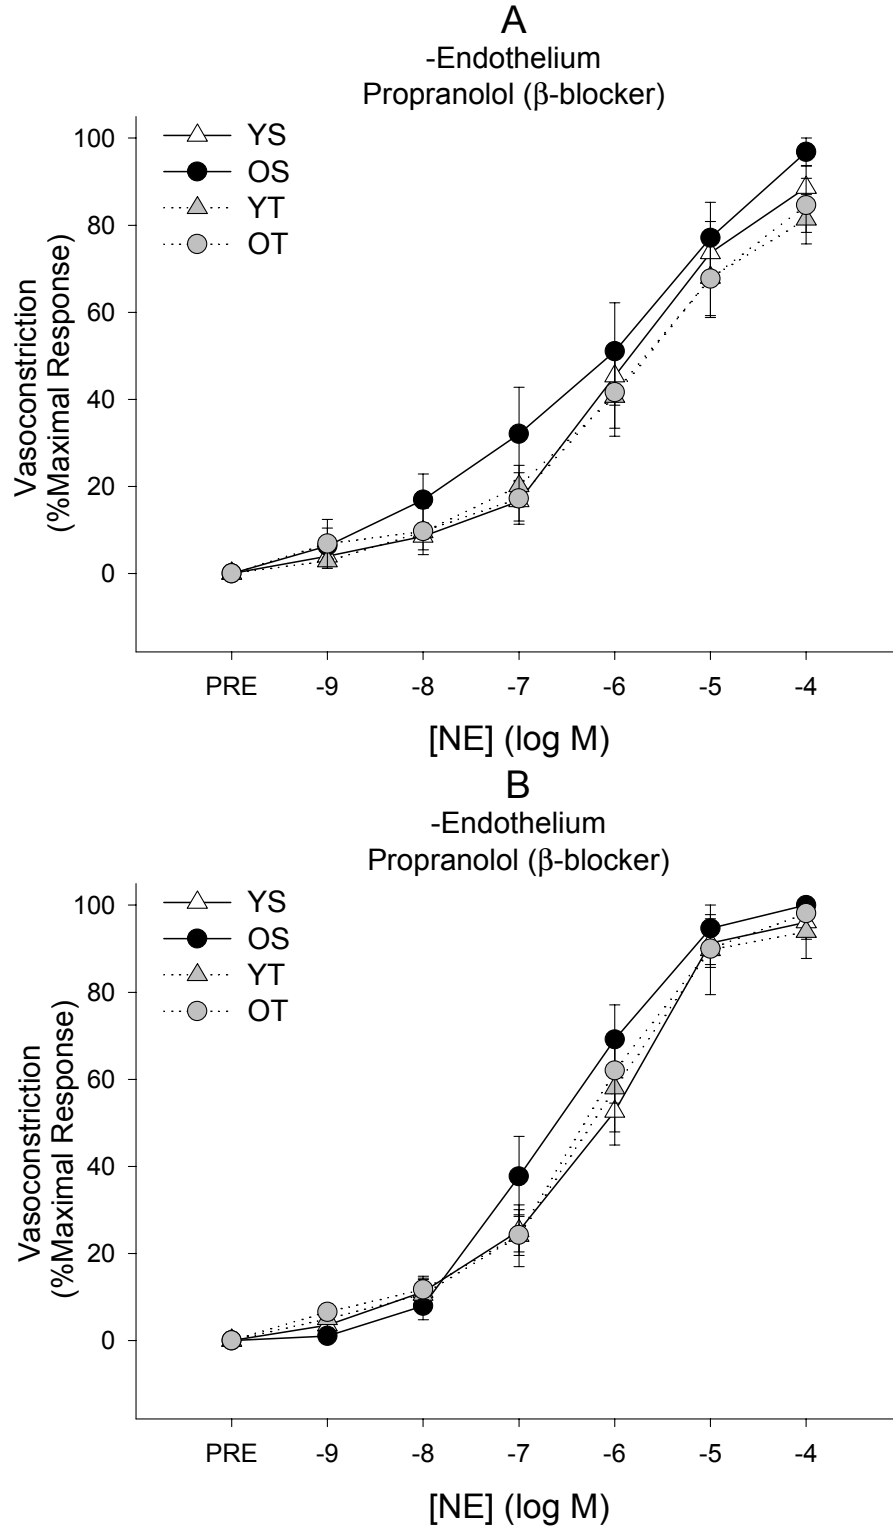 A
-Endothelium
Propranolol (β-blocker)
YS
OS
YT
OT
100
80
60
40
20
0
Vasoconstriction
(%Maximal Response)
PRE -9 -8 -7 -6 -5 -4
[NE] (log M)
B
-Endothelium
Propranolol (β-blocker)
YS
OS
YT
OT
100
80
60
40
20
0
Vasoconstriction
(%Maximal Response)
PRE -9 -8 -7 -6 -5 -4
[NE] (log M)